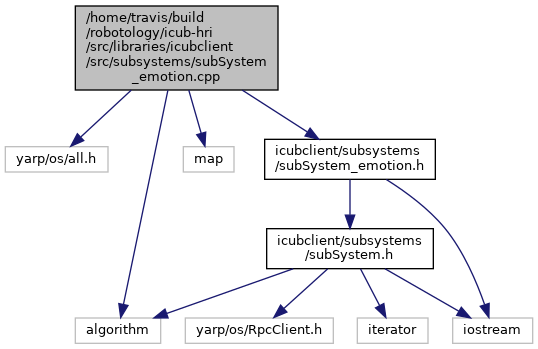 /home/travis/build
/robotology/icub-hri
/src/libraries/icubclient
/src/subsystems/subSystem
_emotion.cpp
yarp/os/all.h
map
icubclient/subsystems
/subSystem_emotion.h
icubclient/subsystems
/subSystem.h
algorithm
yarp/os/RpcClient.h
iterator
iostream